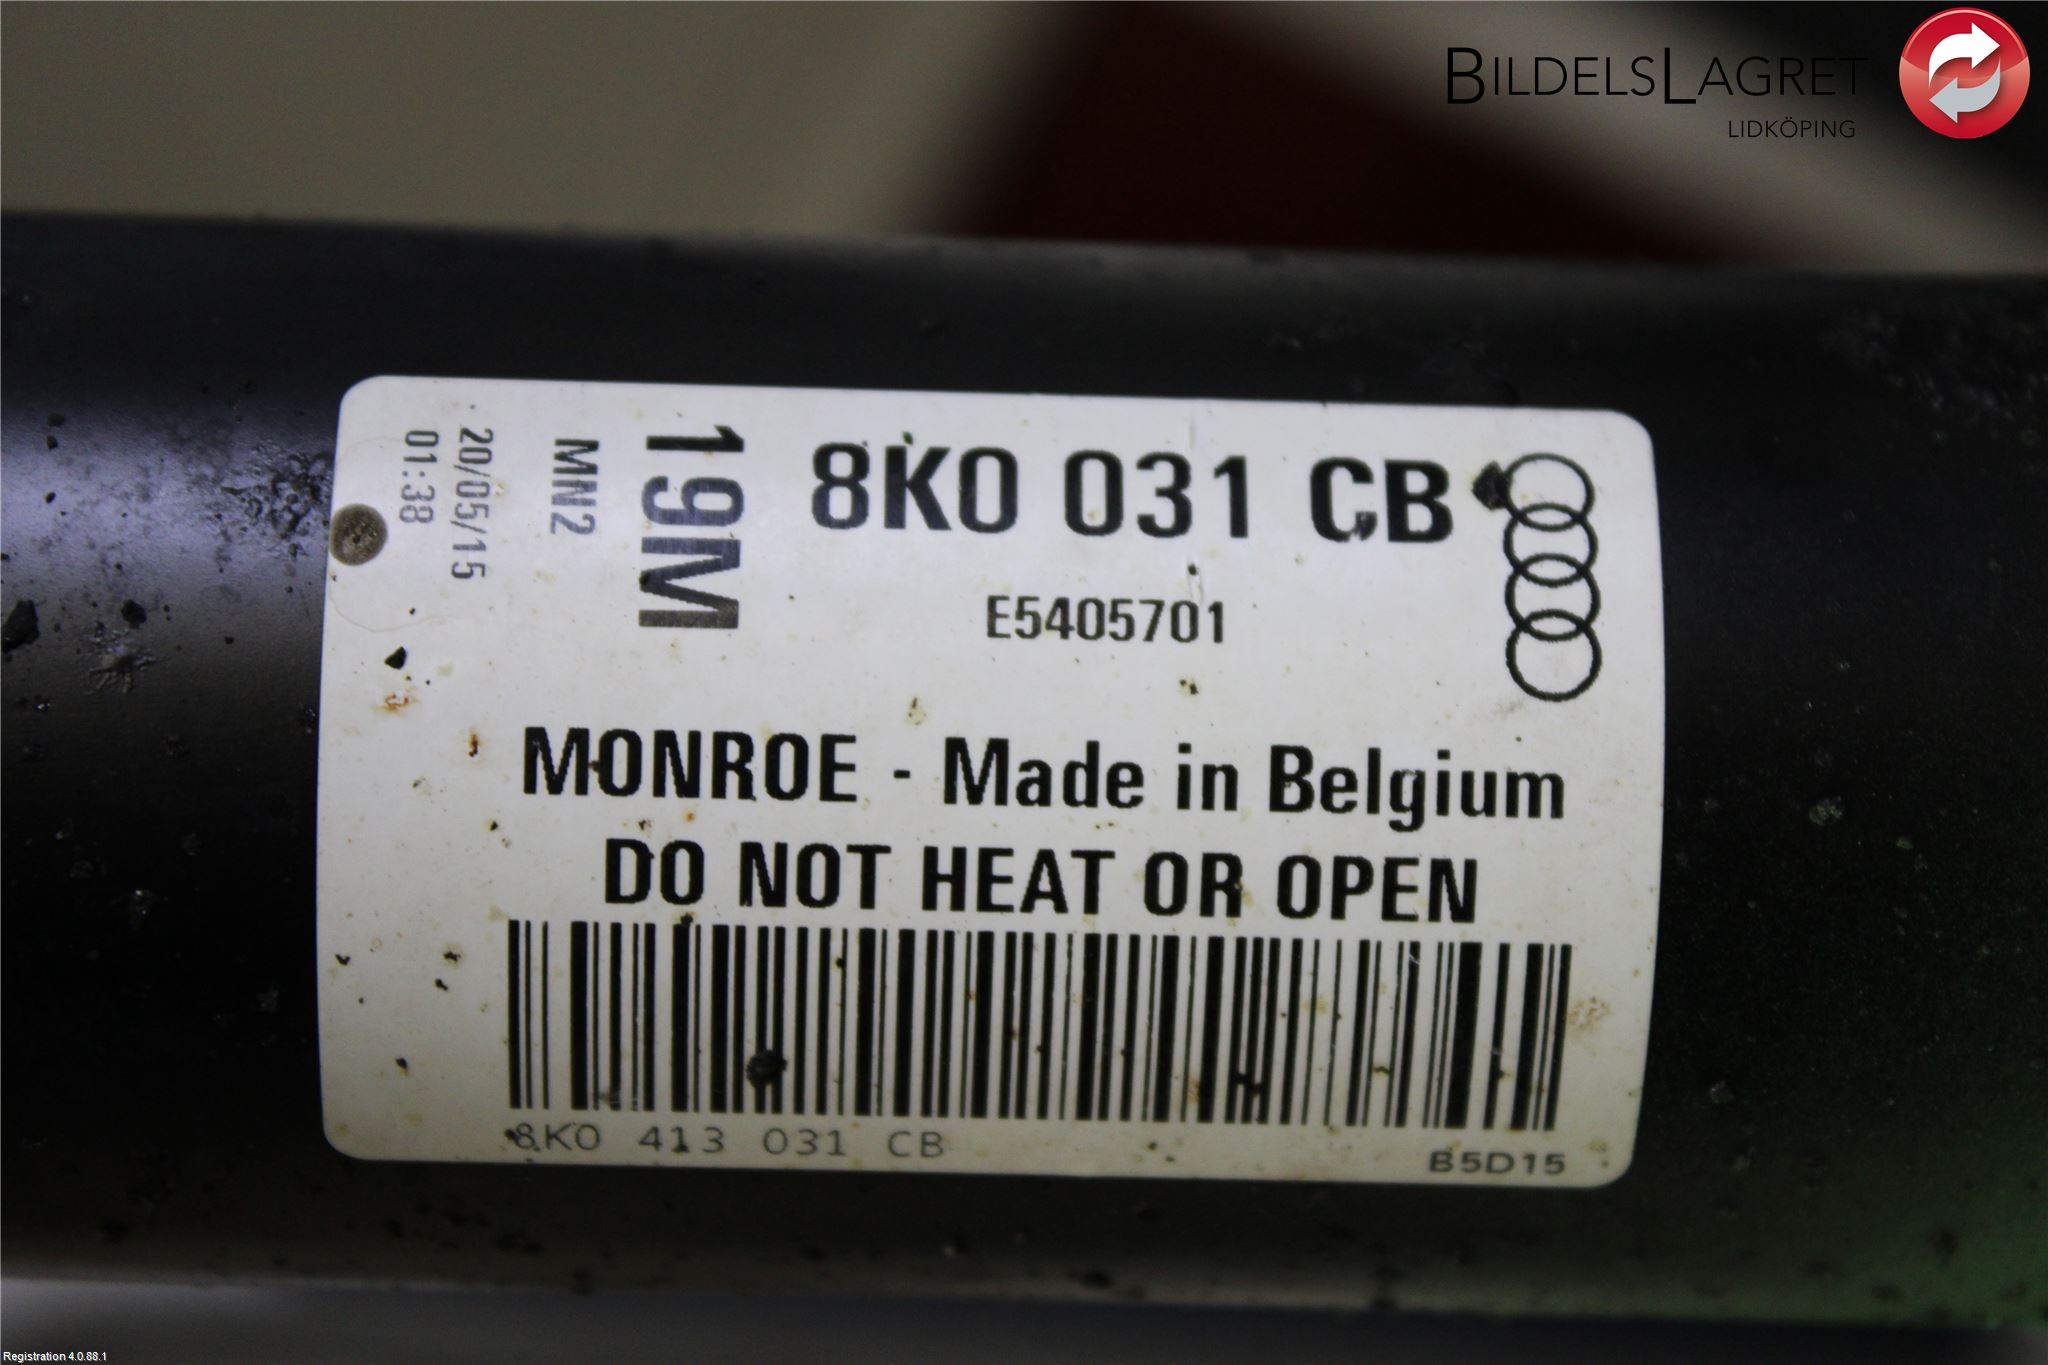 BILDELSLAGRET
LIDKÖPING
8K0 031 CB
E5405701
19M
MN2
20/05/15
01:38
MONROE - Made in Belgium
DO NOT HEAT OR OPEN
8K0 413 031 CB
B5D15
Registration 4.0.88.1